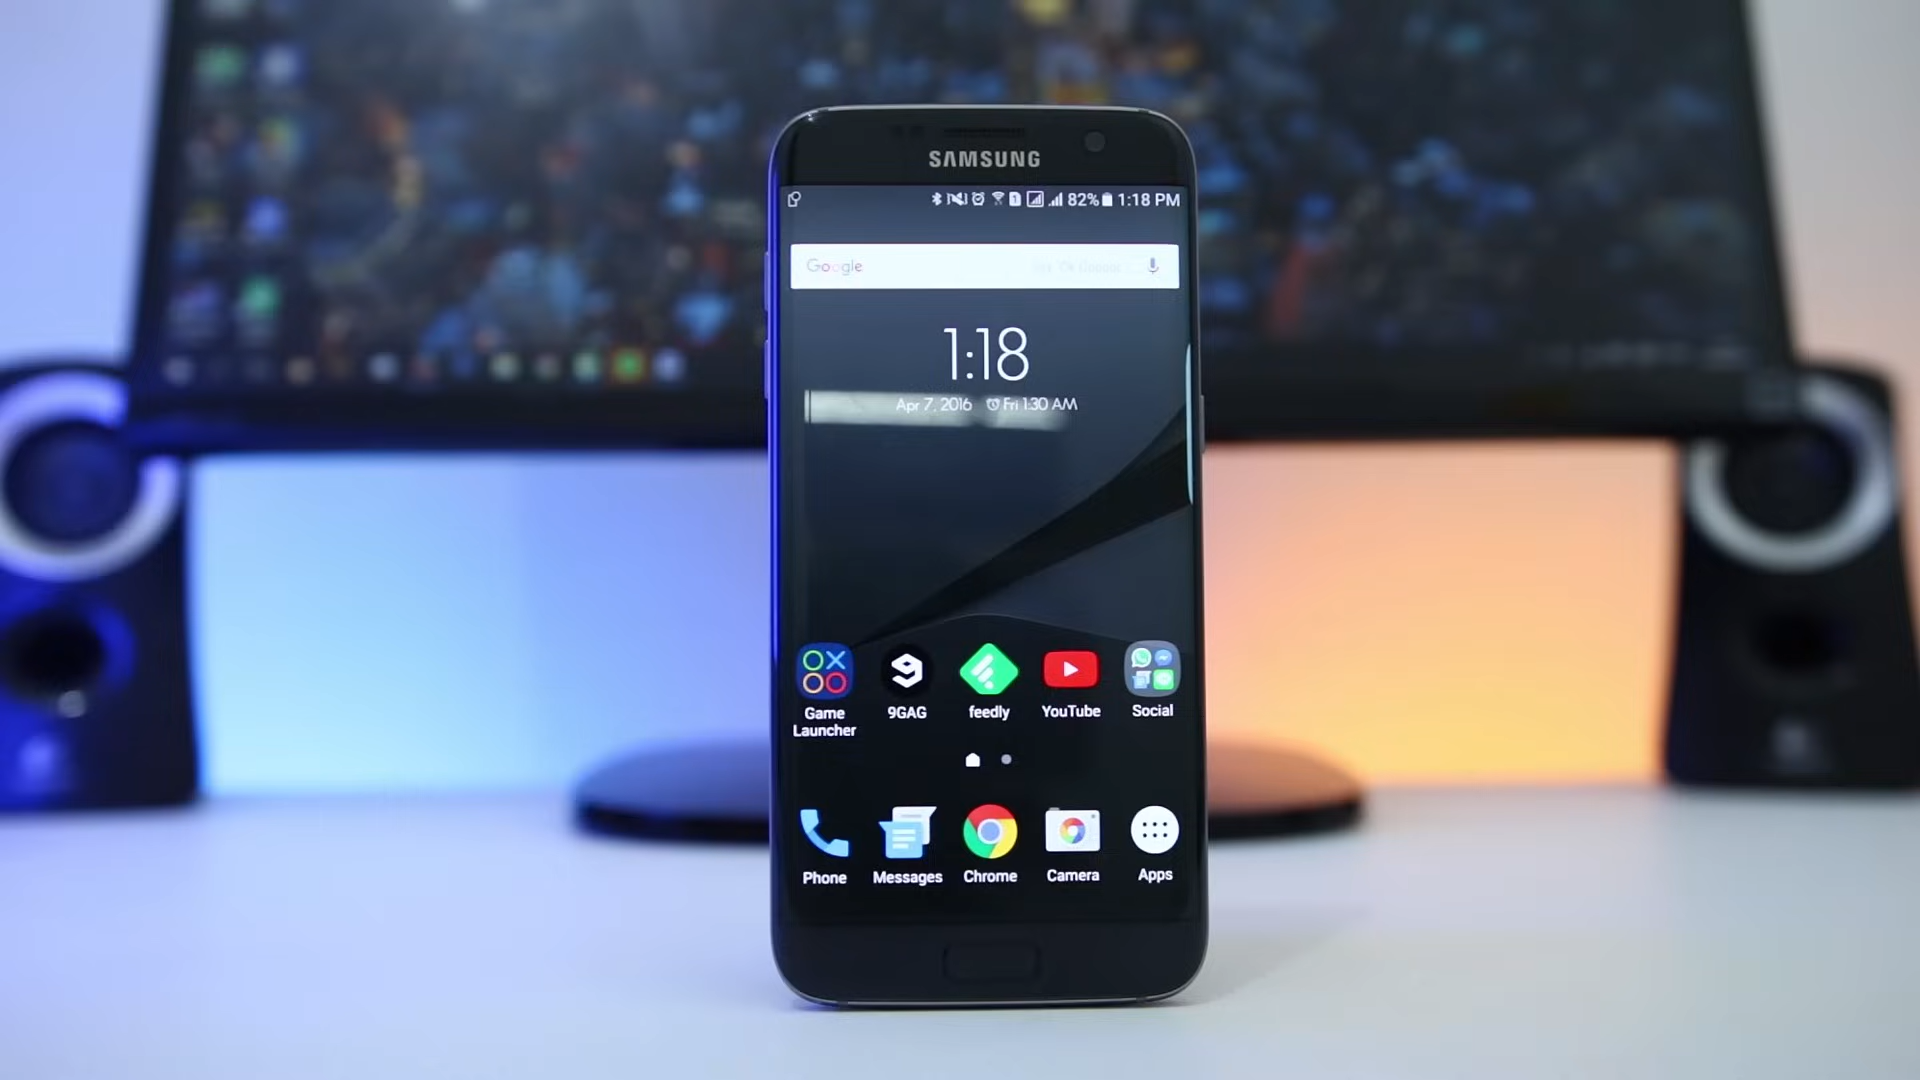 SAMSUNG
82% 1:18 PM
Google
1:18
Apr 7, 2016 Fri 1:30 AM
Game Launcher
9GAG
feedly
YouTube
Social
Phone
Messages
Chrome
Camera
Apps